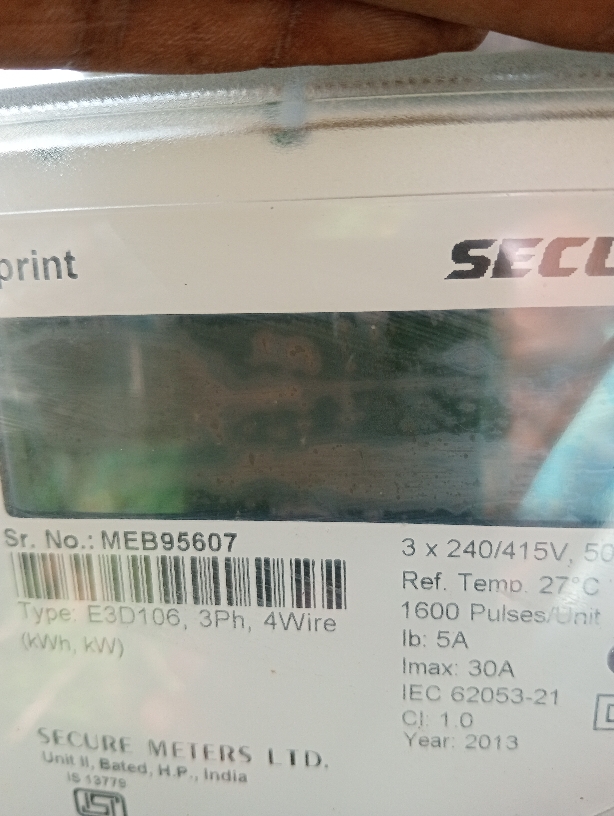 print
SECU
Sr. No.: MEB95607
Type: E3D106, 3Ph, 4Wire
(kWh, kW)
3 x 240/415V, 50
Ref. Temp. 27°C
1600 Pulses/Unit
Ib: 5A
Imax: 30A
IEC 62053-21
Cl: 1.0
Year: 2013
SECURE METERS LTD.
Unit II, Bated, H.P., India
IS 13779